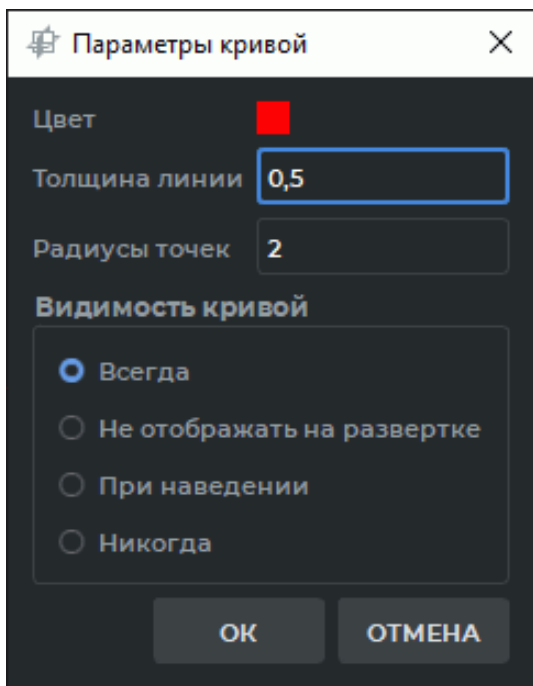 Параметры кривой
Цвет
Толщина линии 0,5
Радиусы точек 2
Видимость кривой
Всегда
Не отображать на развертке
При наведении
Никогда
ОК ОТМЕНА